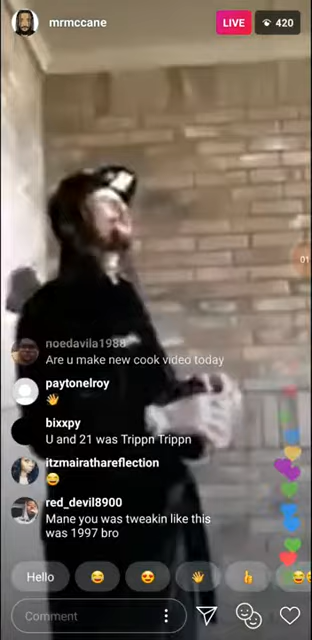 mrmccane
LIVE
420
01
noedavila1988
Are u make new cook video today
paytonelroy
👋
bixxpy
U and 21 was Trippn Trippn
itzmairathareflection
😂
red_devil8900
Mane you was tweakin like this
was 1997 bro
Hello
Comment